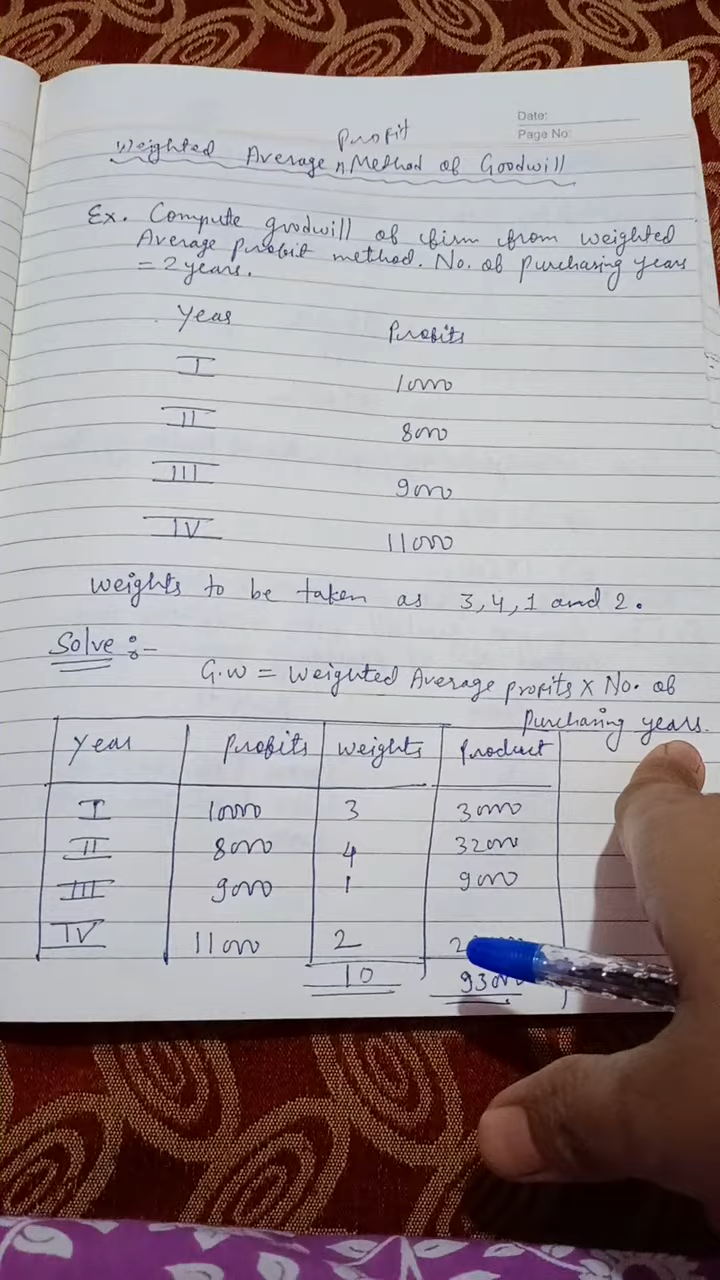 Date:
Page No:
Profit
Weighted Average ^ Method of Goodwill
Ex. Compute goodwill of firm from weighted
Average profit method. No. of purchasing years
= 2 years.
Year Profits
I 10000
II 8000
III 9000
IV 11000
Weights to be taken as 3, 4, 1 and 2.
Solve :-
G.W = Weighted Average profits X No. of
Purchasing years.
Year Profits Weights Product
I 10000 3 30000
II 8000 4 32000
III 9000 1 9000
IV 11000 2
10 93000